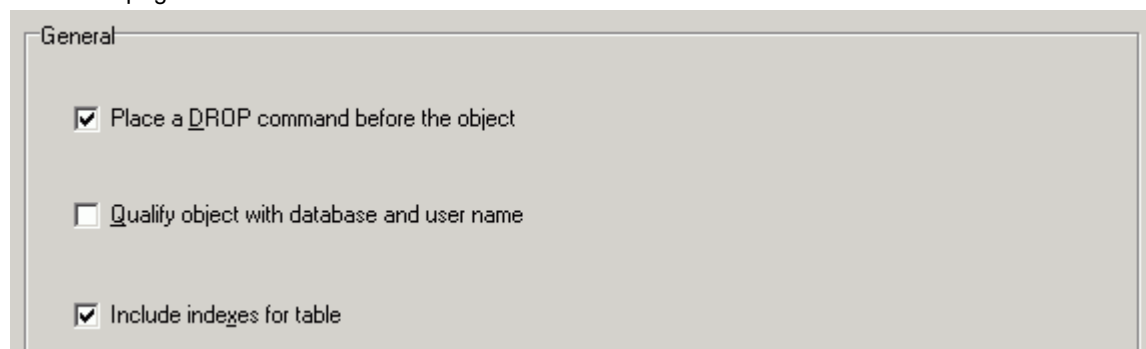 General
Place a DROP command before the object
Qualify object with database and user name
Include indexes for table